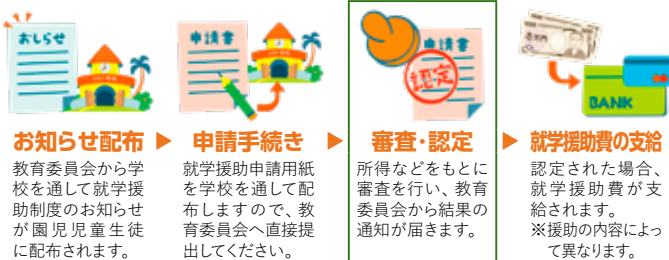 おしらせ
申請書
申請書
認定
壱万円
BANK
お知らせ配布 ▶ 申請手続き ▶ 審査・認定 ▶ 就学援助費の支給
教育委員会から学
校を通して就学援
助制度のお知らせ
が園児児童生徒
に配布されます。
就学援助申請用紙
を学校を通して配
布しますので、教
育委員会へ直接提
出してください。
所得などをもとに
審査を行い、教育
委員会から結果の
通知が届きます。
認定された場合、
就学援助費が支
給されます。
※援助の内容によっ
て異なります。